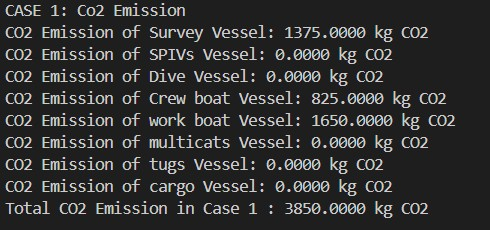 CASE 1: Co2 Emission
CO2 Emission of Survey Vessel: 1375.0000 kg CO2
CO2 Emission of SPIVs Vessel: 0.0000 kg CO2
CO2 Emission of Dive Vessel: 0.0000 kg CO2
CO2 Emission of Crew boat Vessel: 825.0000 kg CO2
CO2 Emission of work boat Vessel: 1650.0000 kg CO2
CO2 Emission of multicats Vessel: 0.0000 kg CO2
CO2 Emission of tugs Vessel: 0.0000 kg CO2
CO2 Emission of cargo Vessel: 0.0000 kg CO2
Total CO2 Emission in Case 1 : 3850.0000 kg CO2